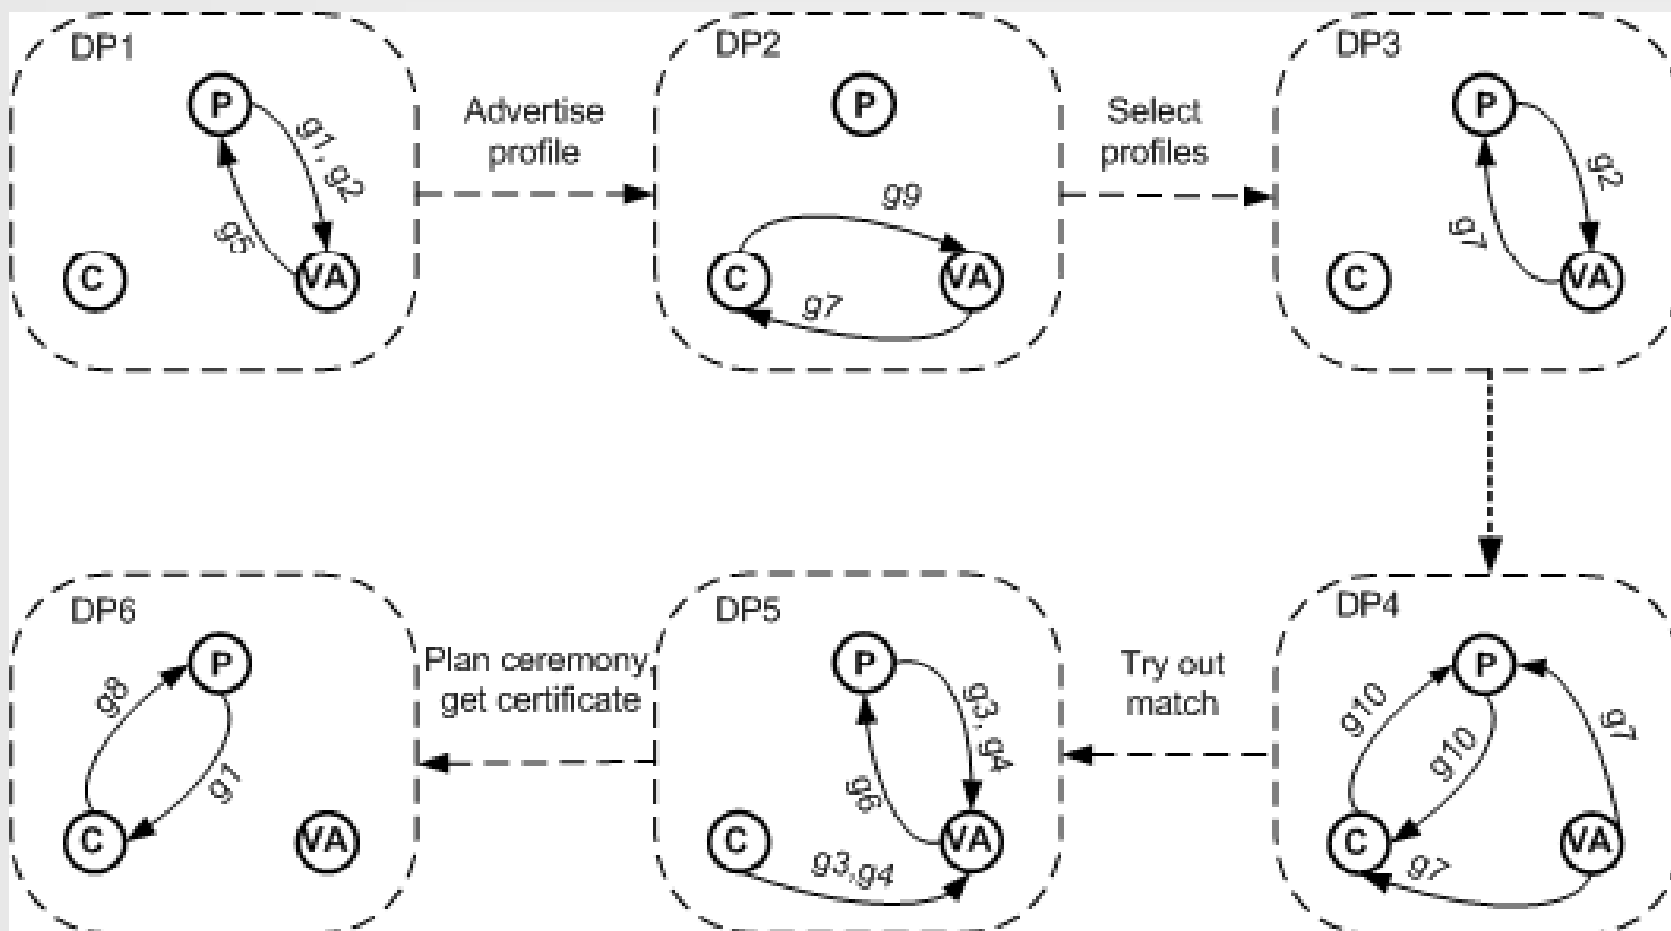 DP1
P
g1, g2
g5
C
VA
Advertise
profile
DP2
P
g9
C
VA
g7
Select
profiles
DP3
P
g2
g7
C
VA
DP6
P
g8
g1
C
VA
Plan ceremony,
get certificate
DP5
P
g3, g4
g6
C
VA
g3,g4
Try out
match
DP4
P
g10
g10
g7
C
VA
g7